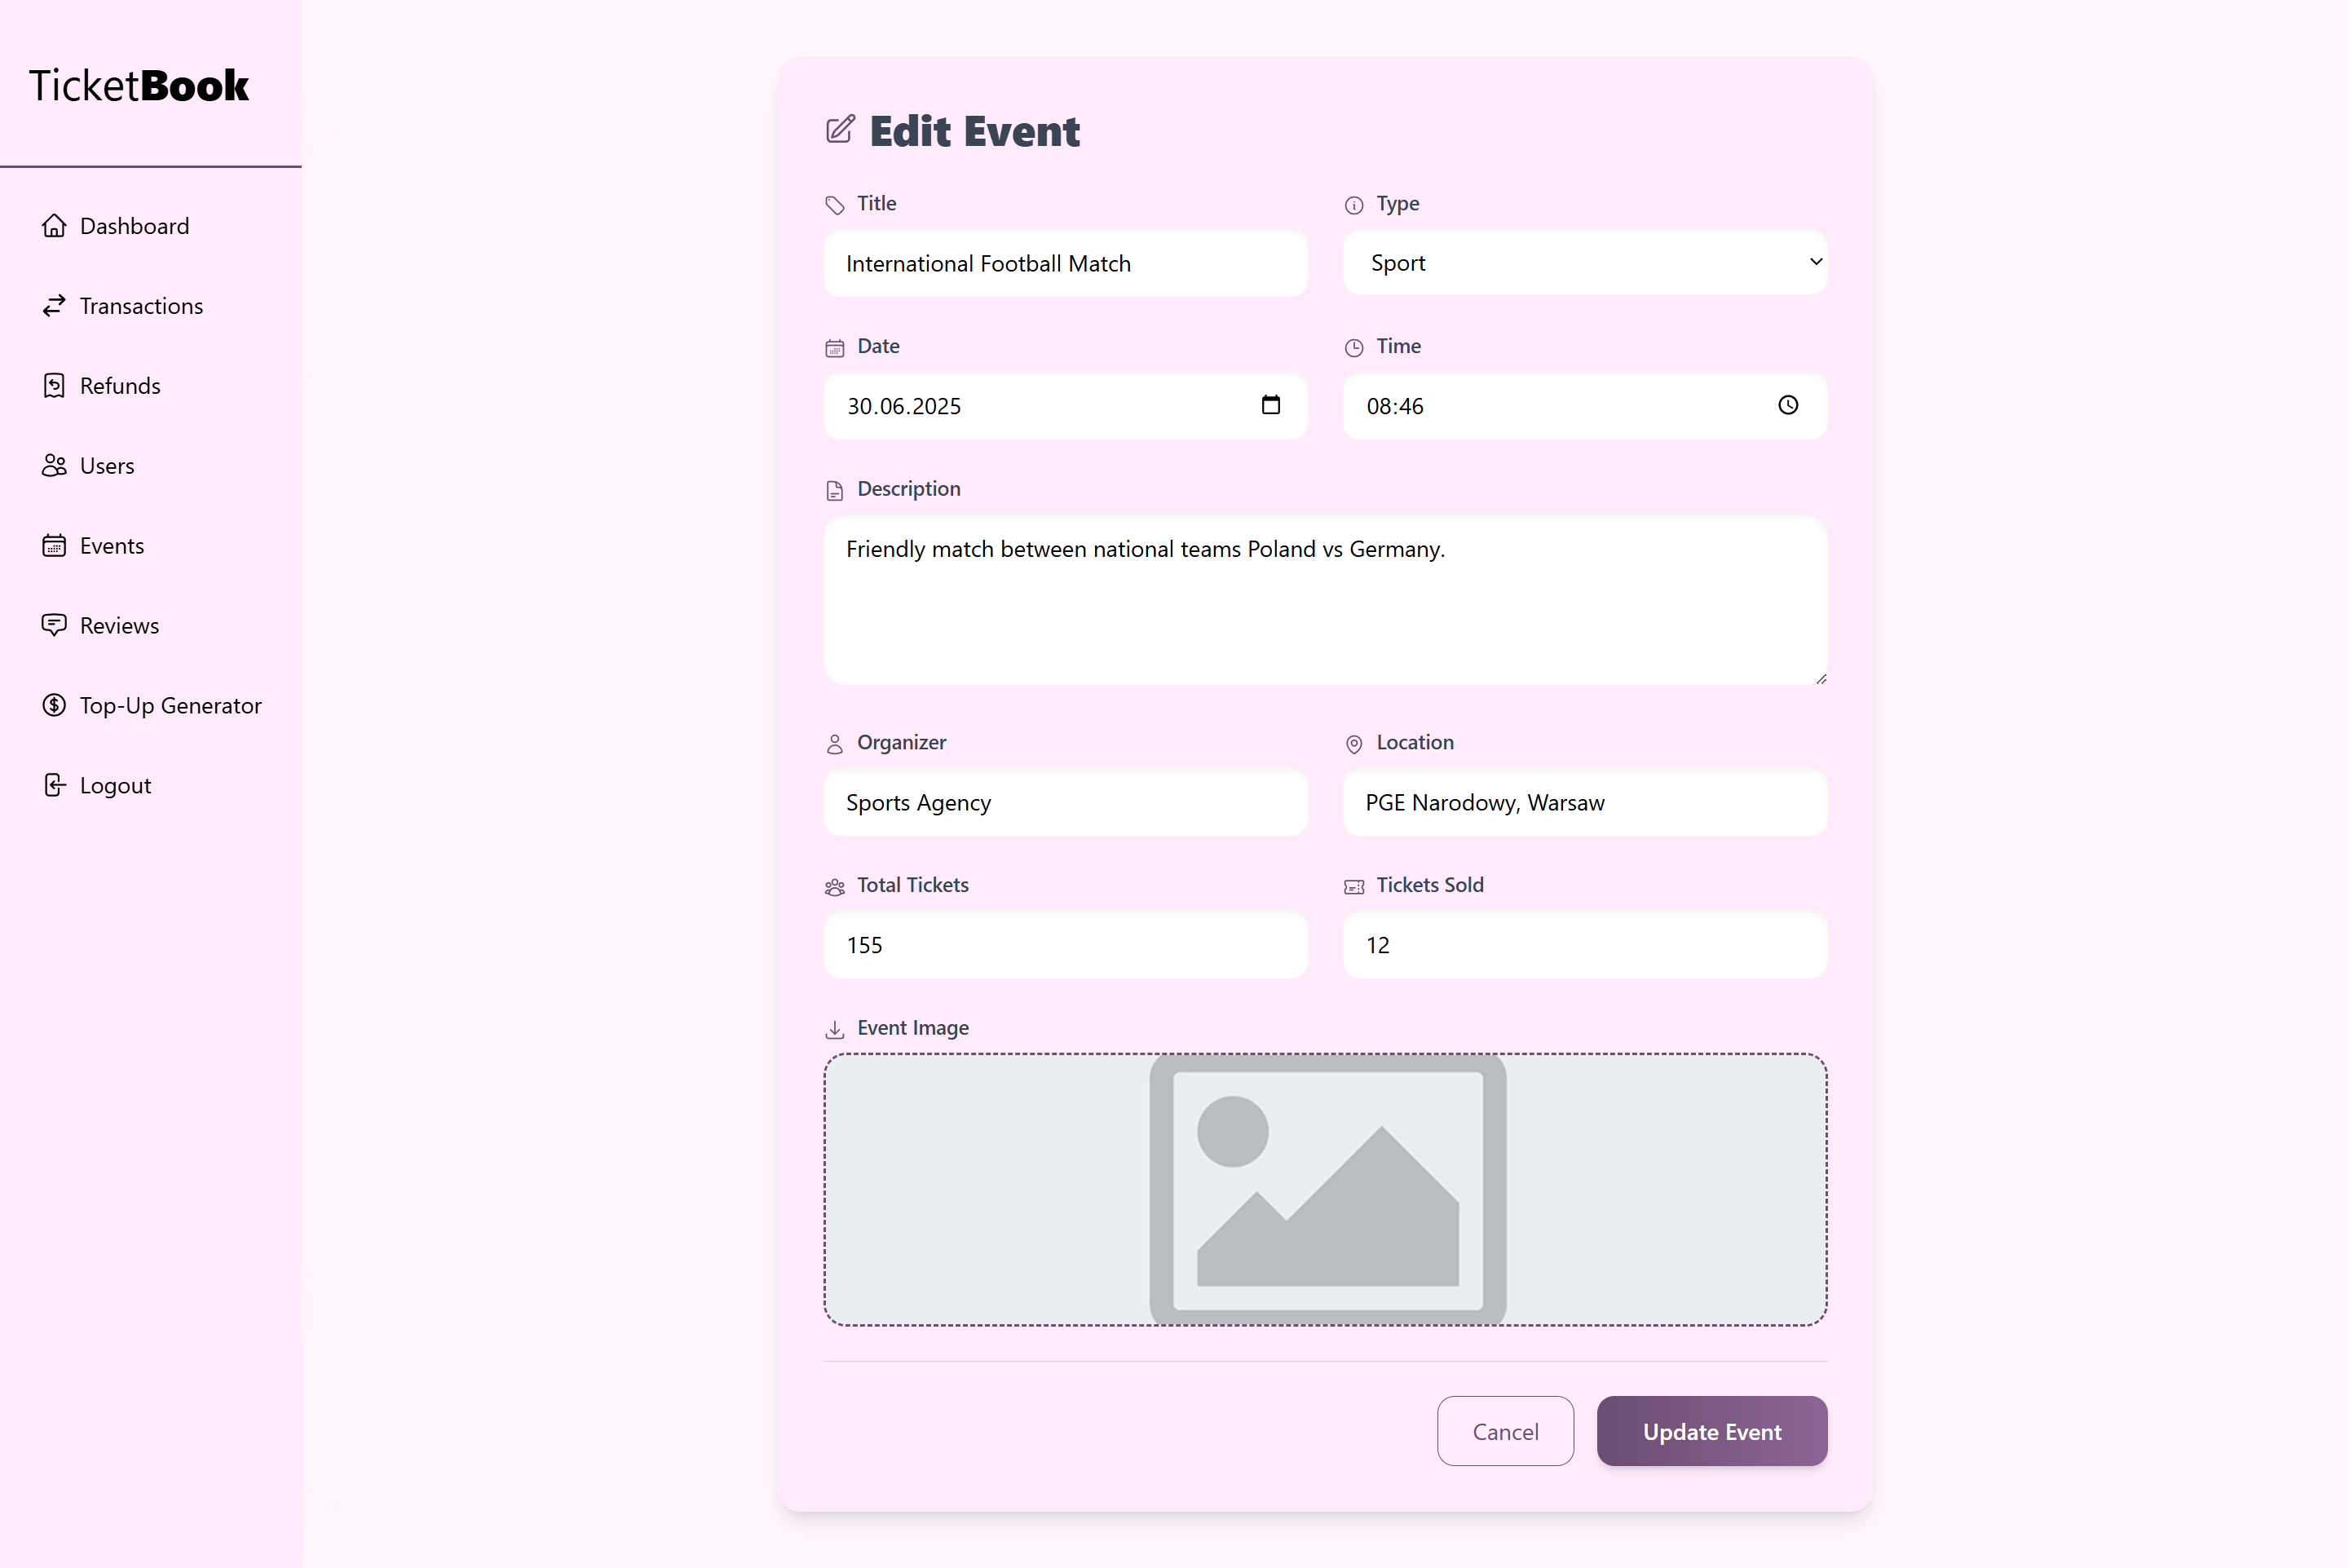 TicketBook
Dashboard
Transactions
Refunds
Users
Events
Reviews
Top-Up Generator
Logout
Edit Event
Title
Type
International Football Match
Sport
Date
Time
30.06.2025
08:46
Description
Friendly match between national teams Poland vs Germany.
Organizer
Location
Sports Agency
PGE Narodowy, Warsaw
Total Tickets
Tickets Sold
155
12
Event Image
Cancel
Update Event